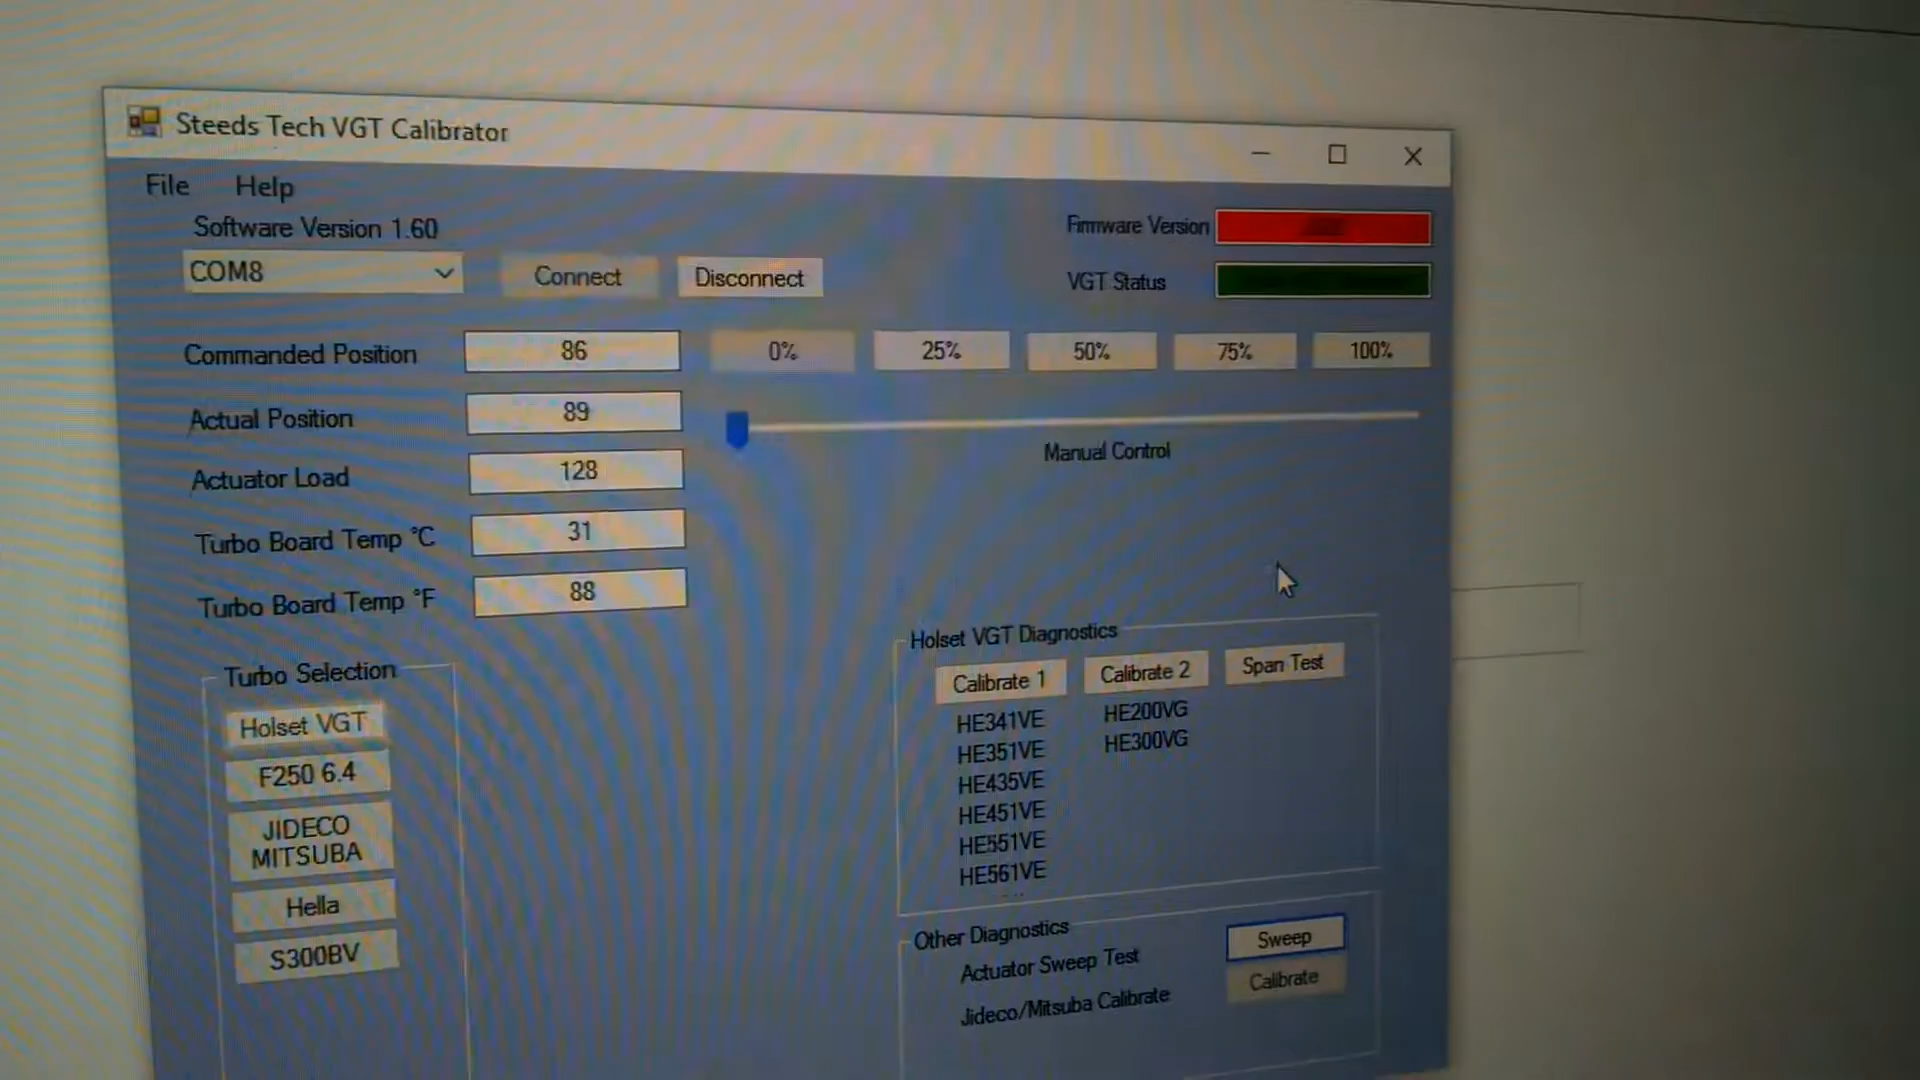 Steeds Tech VGT Calibrator
File Help
Software Version 1.60
COM8
Connect
Disconnect
Firmware Version
VGT Status
Commanded Position 86 0% 25% 50% 75% 100%
Actual Position 89
Manual Control
Actuator Load 128
Turbo Board Temp °C 31
Turbo Board Temp °F 88
Turbo Selection
Holset VGT
F250 6.4
JIDECO
MITSUBA
Hella
S300BV
Holset VGT Diagnostics
Calibrate 1 Calibrate 2 Span Test
HE341VE HE200VG
HE351VE HE300VG
HE435VE
HE451VE
HE551VE
HE561VE
Other Diagnostics
Actuator Sweep Test Sweep
Jideco/Mitsuba Calibrate Calibrate